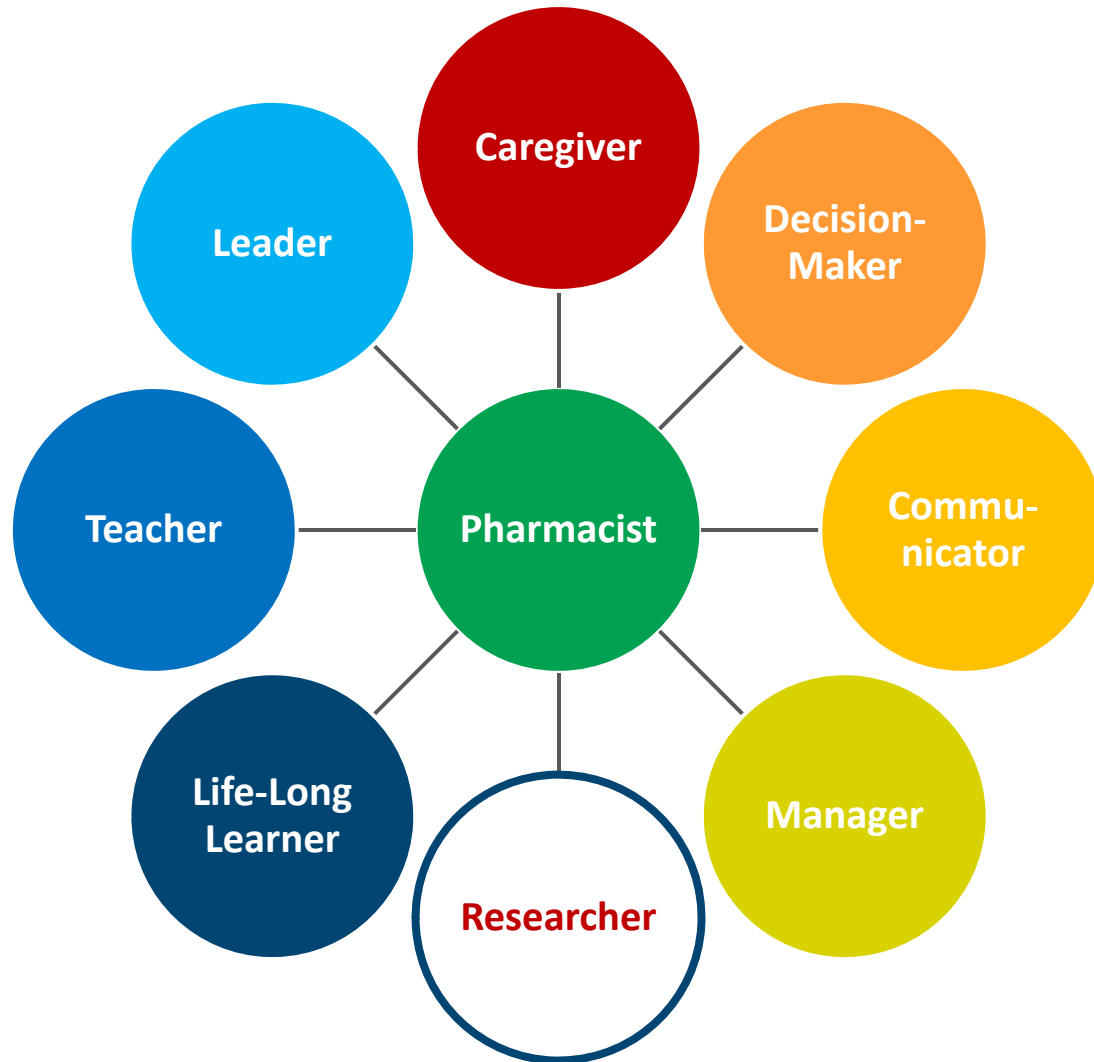 Caregiver
Decision-
Maker
Leader
Commu-
nicator
Teacher
Pharmacist
Manager
Life-Long
Learner
Researcher